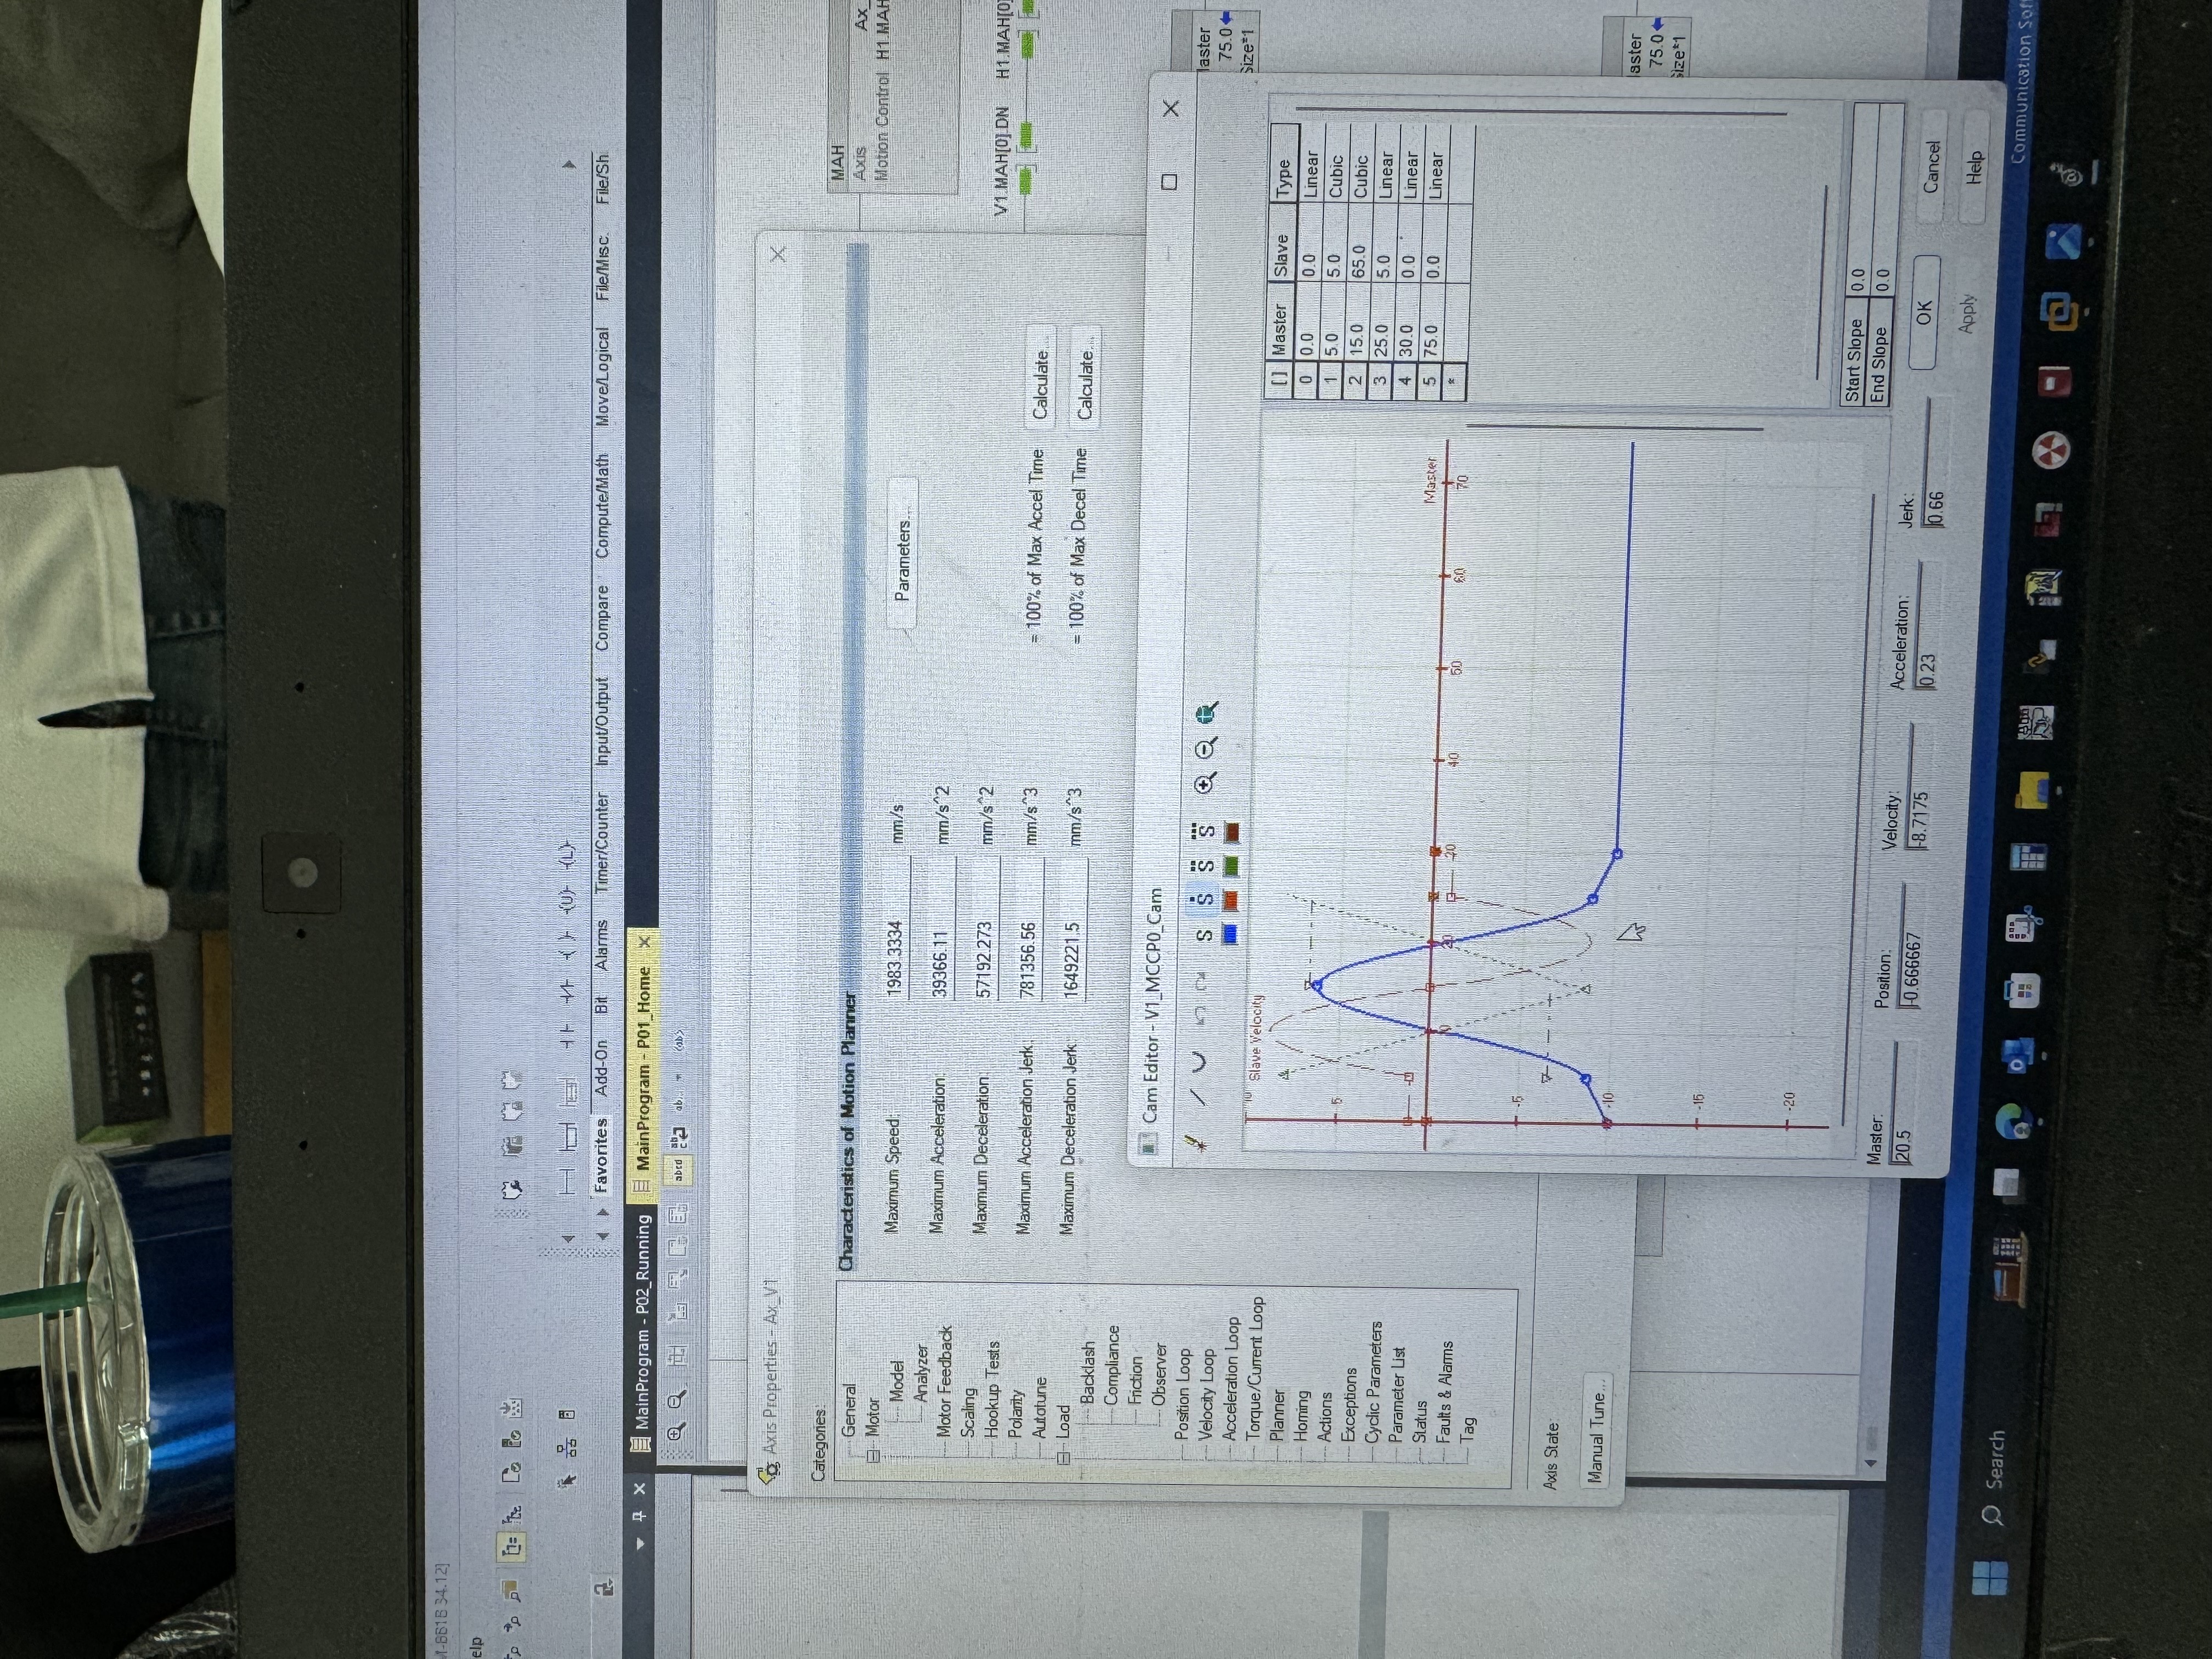 elp
Favorites Add-On Bit Alarms Timer/Counter Input/Output Compare Compute/Math Move/Logical File/Misc. File/Sh
MainProgram - P02_Running
MainProgram - P01_Home
abcd
Axis Properties - Ax_V1
Categories:
General
Motor
Model
Analyzer
Motor Feedback
Scaling
Hookup Tests
Polarity
Autotune
Load
Backlash
Compliance
Friction
Observer
Position Loop
Velocity Loop
Acceleration Loop
Torque/Current Loop
Planner
Homing
Actions
Exceptions
Cyclic Parameters
Parameter List
Status
Faults & Alarms
Tag
Axis State:
Manual Tune...
Characteristics of Motion Planner
Maximum Speed: 1983.3334 mm/s Parameters...
Maximum Acceleration: 39366.11 mm/s^2
Maximum Deceleration: 57192.273 mm/s^2
Maximum Acceleration Jerk: 781356.56 mm/s^3 = 100% of Max Accel Time Calculate...
Maximum Deceleration Jerk: 1649221.5 mm/s^3 = 100% of Max Decel Time Calculate...
MAH
Axis Ax_
Motion Control H1.MAH
V1.MAH[0].DN H1.MAH[0]
laster
75.0
Size*1
laster
75.0
Size*1
Cam Editor - V1_MCCP0_Cam
S S S S
Slave Velocity
5
Master
40 50 60 70
-5
-10
-15
-20
[ ] Master Slave Type
0 0.0 0.0 Linear
1 5.0 5.0 Cubic
2 15.0 65.0 Cubic
3 25.0 5.0 Linear
4 30.0 0.0 Linear
5 75.0 0.0 Linear
*
Start Slope 0.0
End Slope 0.0
Master: Position: Velocity: Acceleration: Jerk:
20.5 -0.666667 -8.7175 0.23 0.66
OK Cancel
Apply Help
Search
Communication Sof